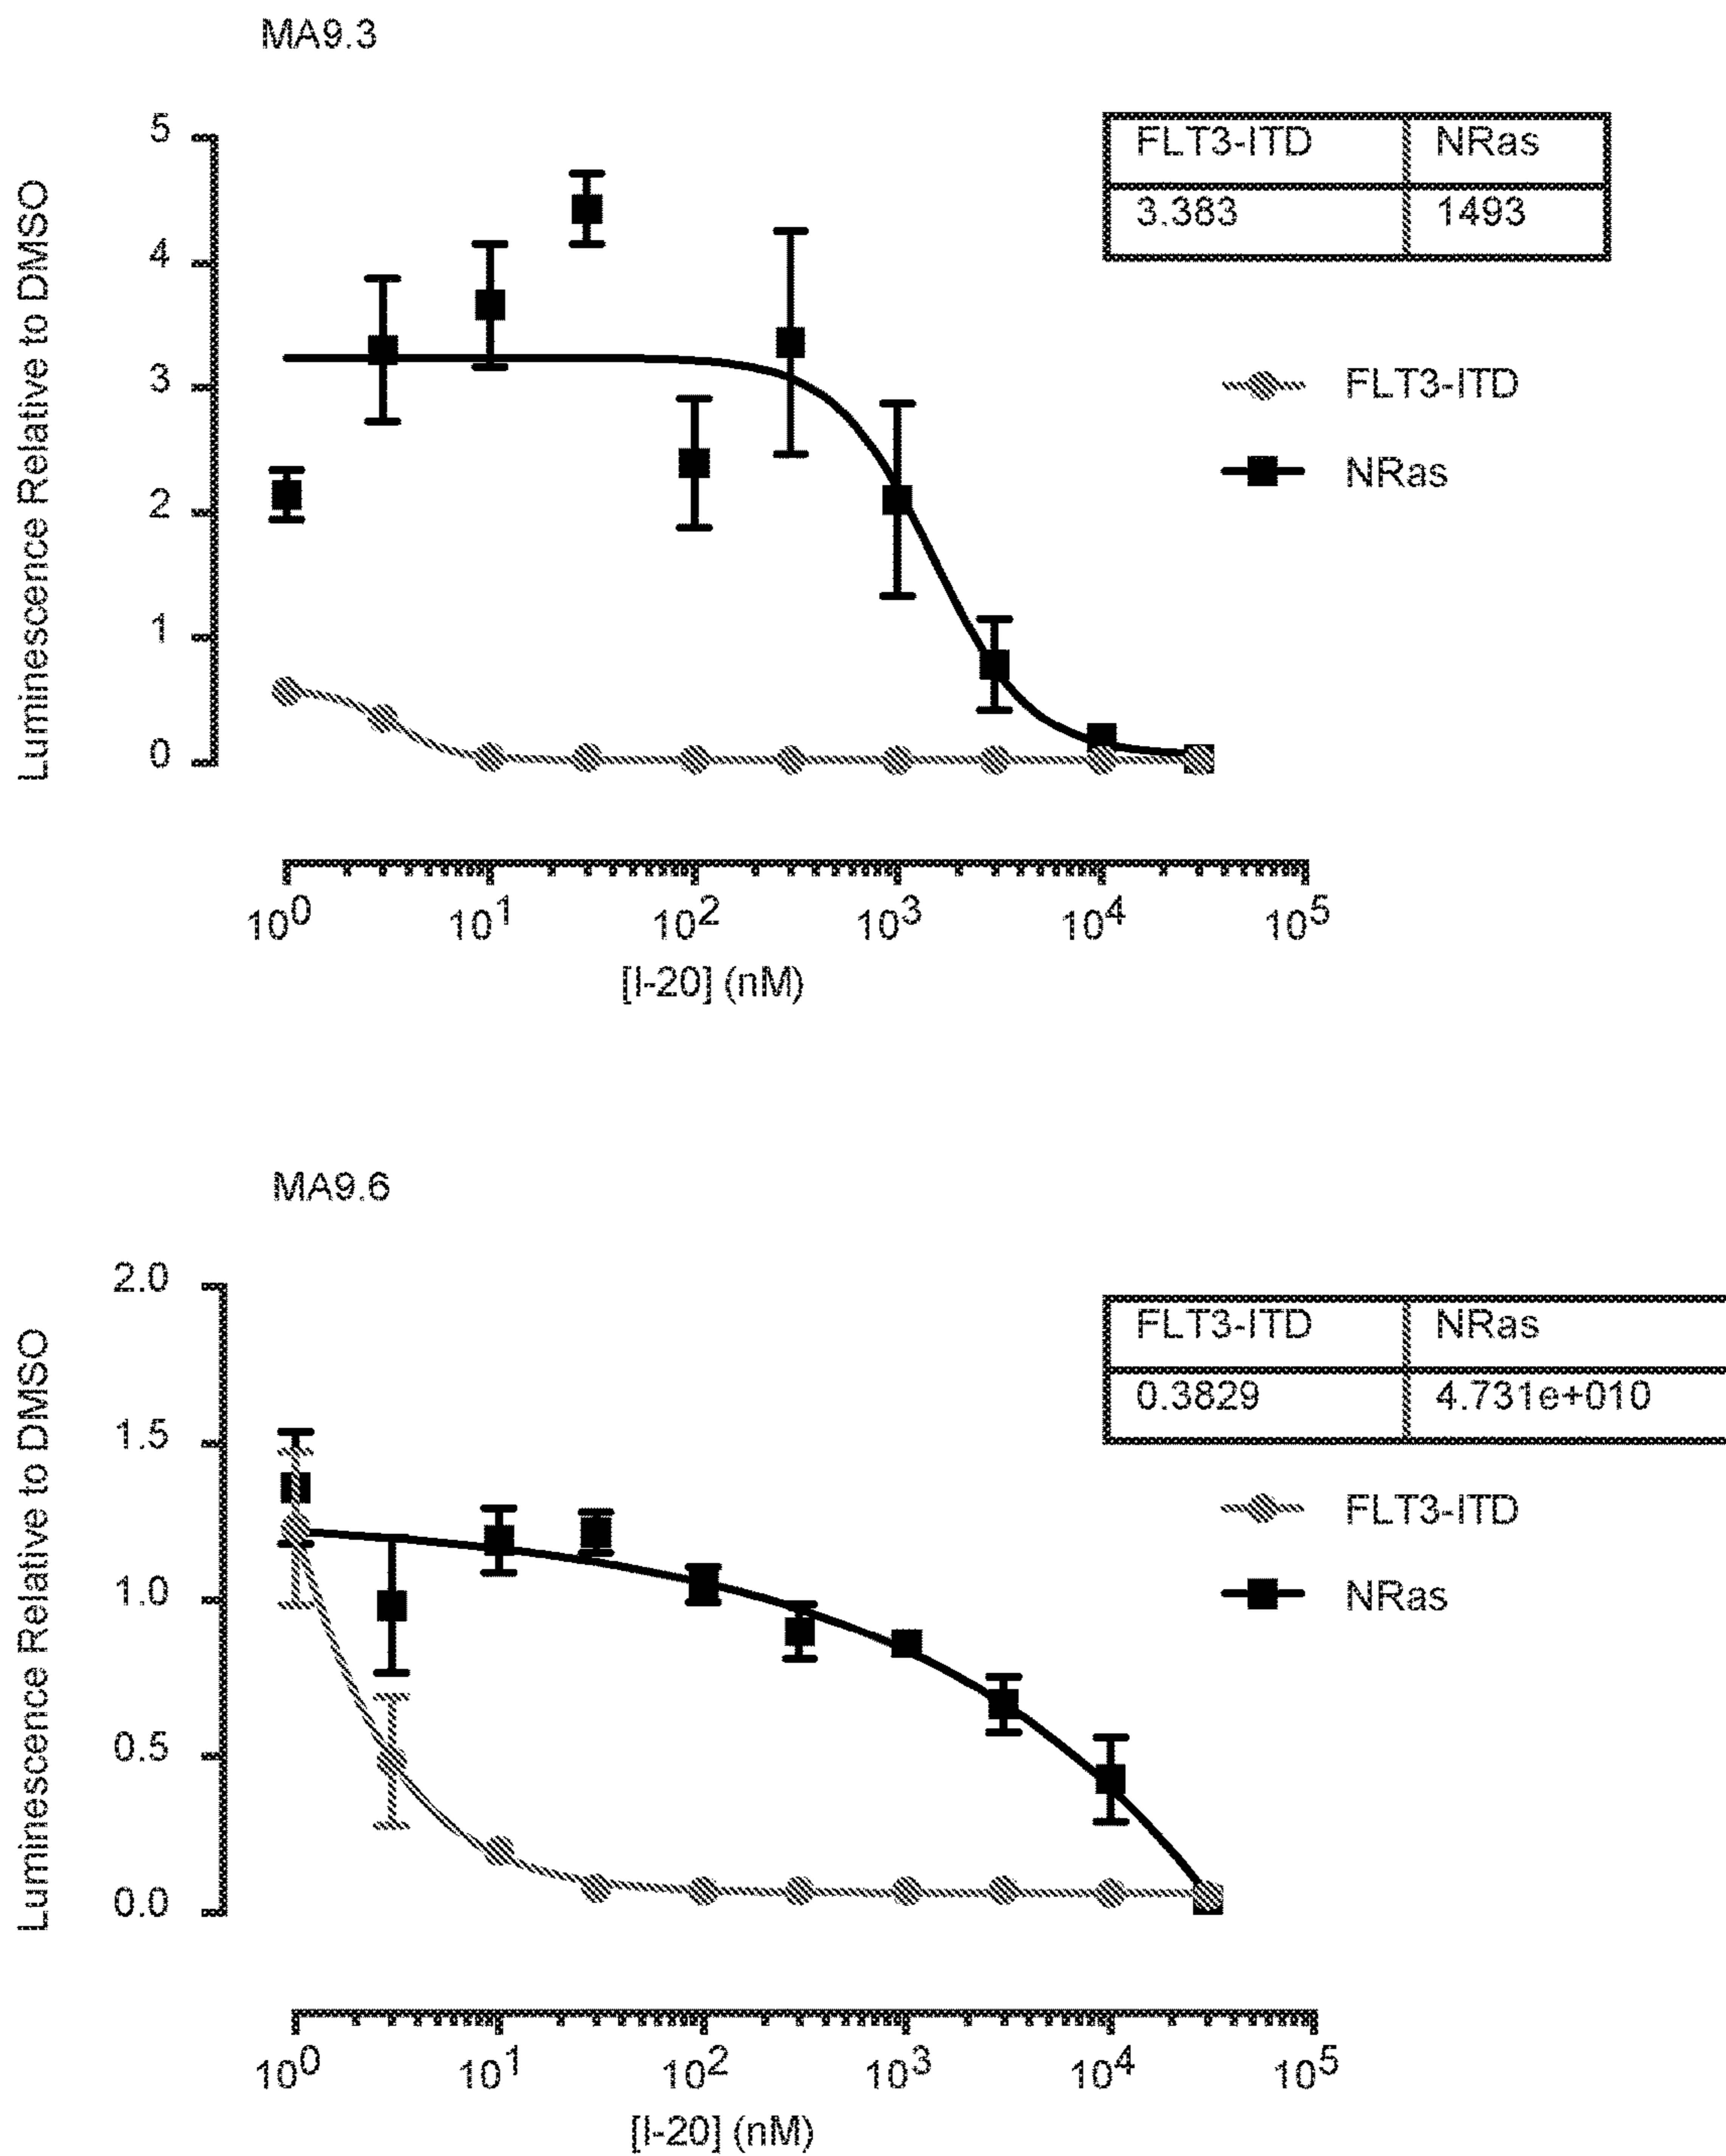 MA9.3
Luminescence Relative to DMSO
5
4
3
2
1
0
FLT3-ITD NRas
3.383 1493
FLT3-ITD
NRas
10^0 10^1 10^2 10^3 10^4 10^5
[I-20] (nM)
MA9.6
Luminescence Relative to DMSO
2.0
1.5
1.0
0.5
0.0
FLT3-ITD NRas
0.3829 4.731e+010
FLT3-ITD
NRas
10^0 10^1 10^2 10^3 10^4 10^5
[I-20] (nM)